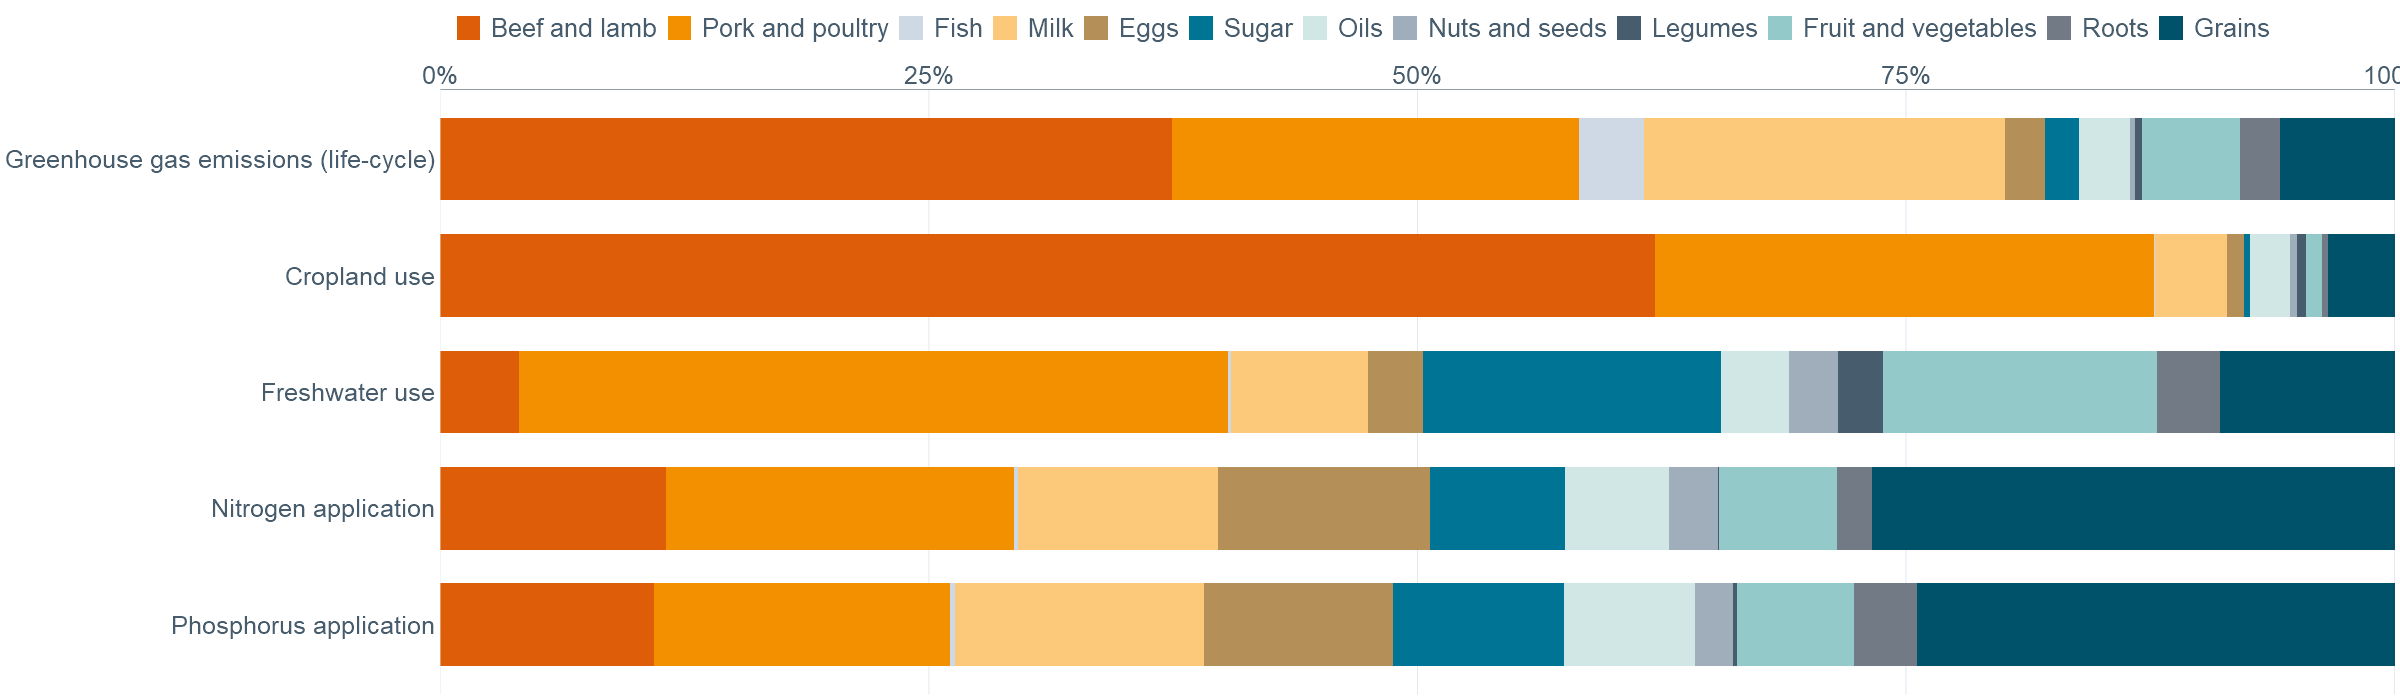 Beef and lamb Pork and poultry Fish Milk Eggs Sugar Oils Nuts and seeds Legumes Fruit and vegetables Roots Grains
0% 25% 50% 75% 100
Greenhouse gas emissions (life-cycle)
Cropland use
Freshwater use
Nitrogen application
Phosphorus application